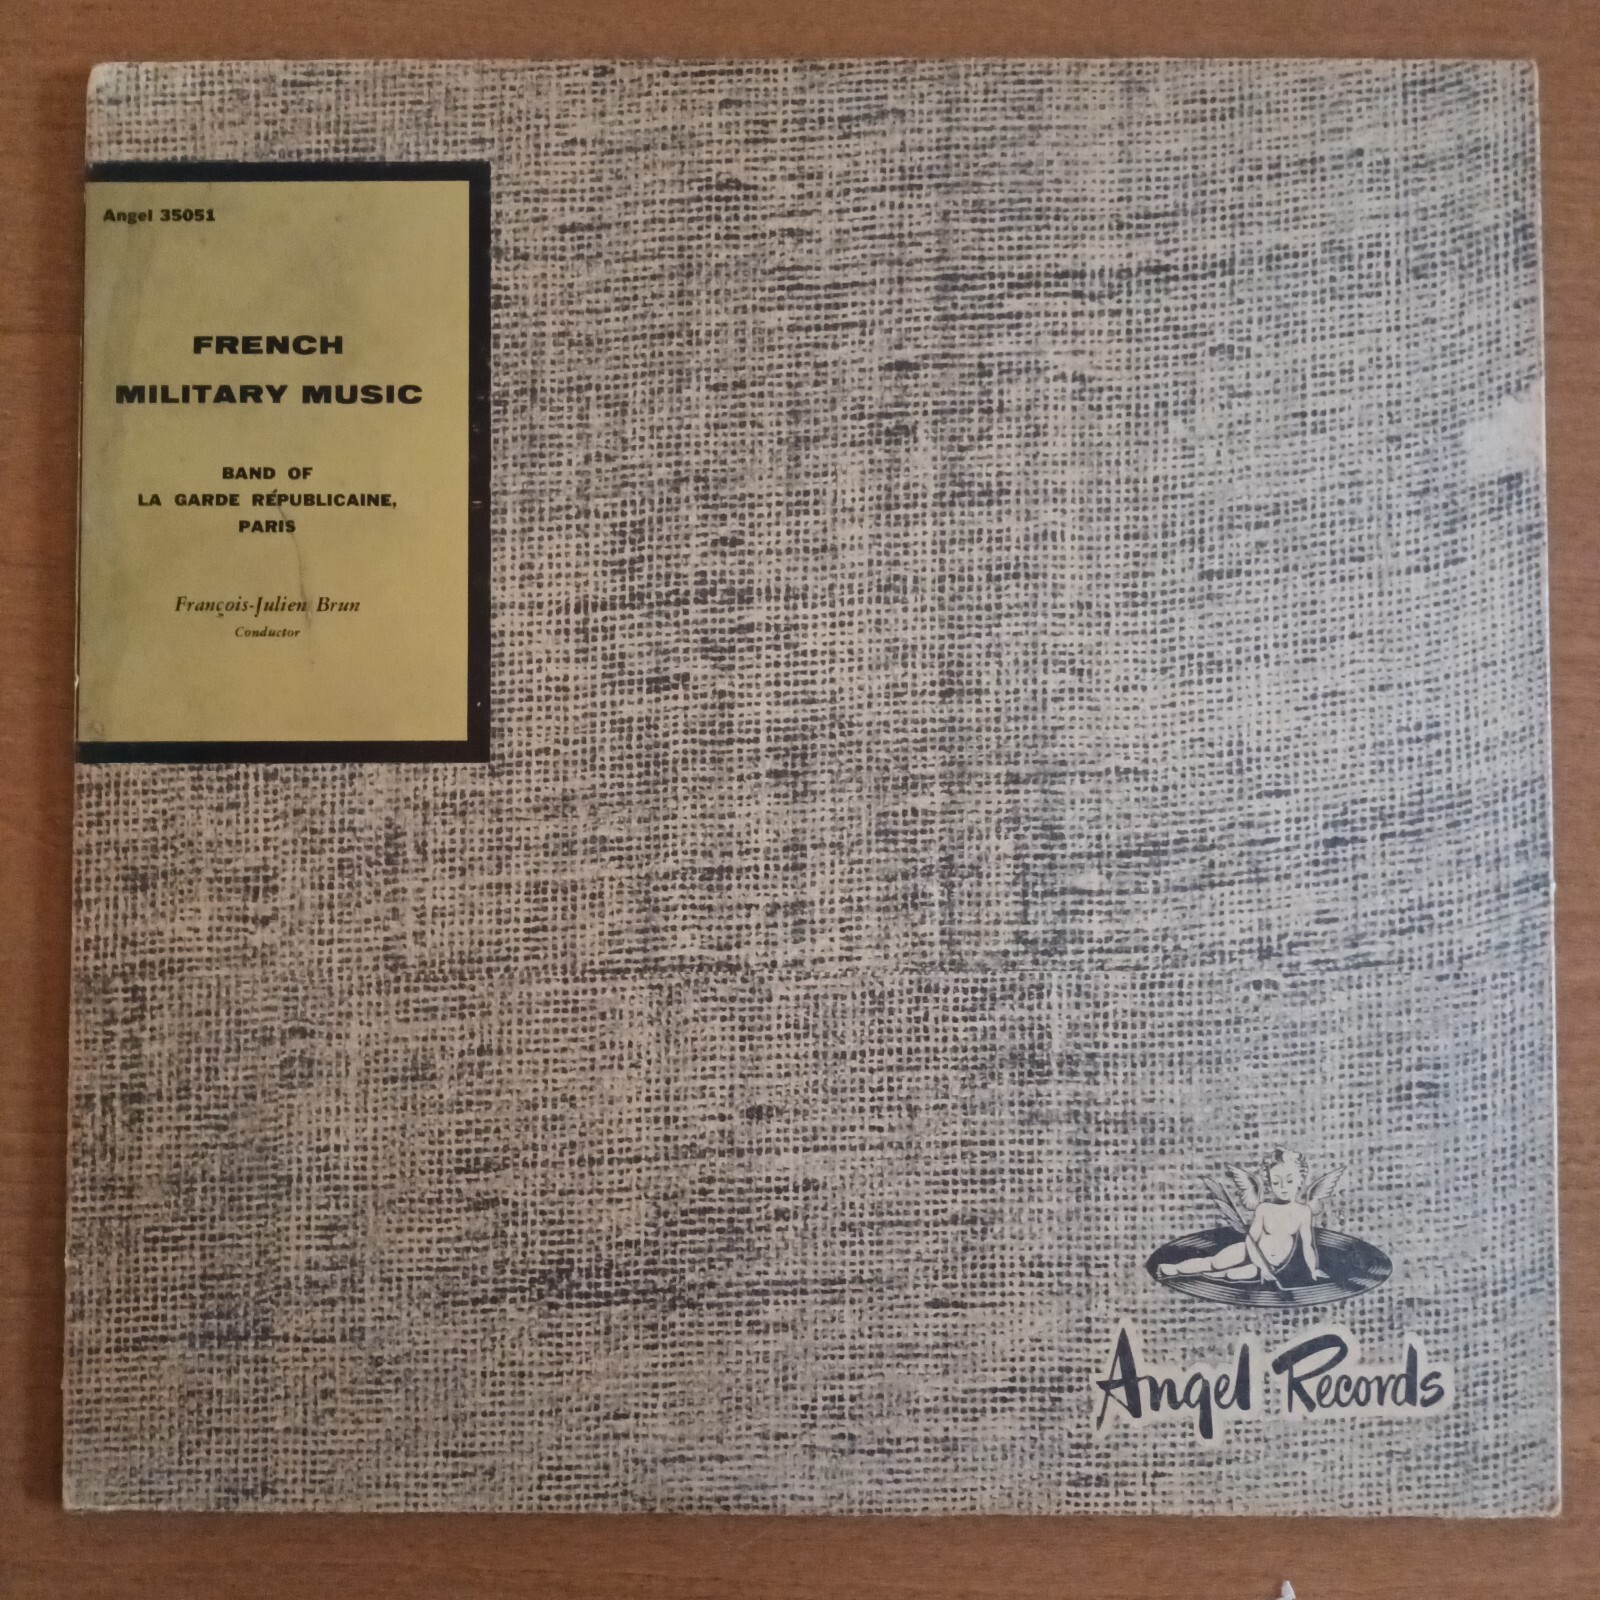 Angel 35051
FRENCH
MILITARY MUSIC
BAND OF
LA GARDE RÉPUBLICAINE,
PARIS
François-Julien Brun
Conductor
Angel Records